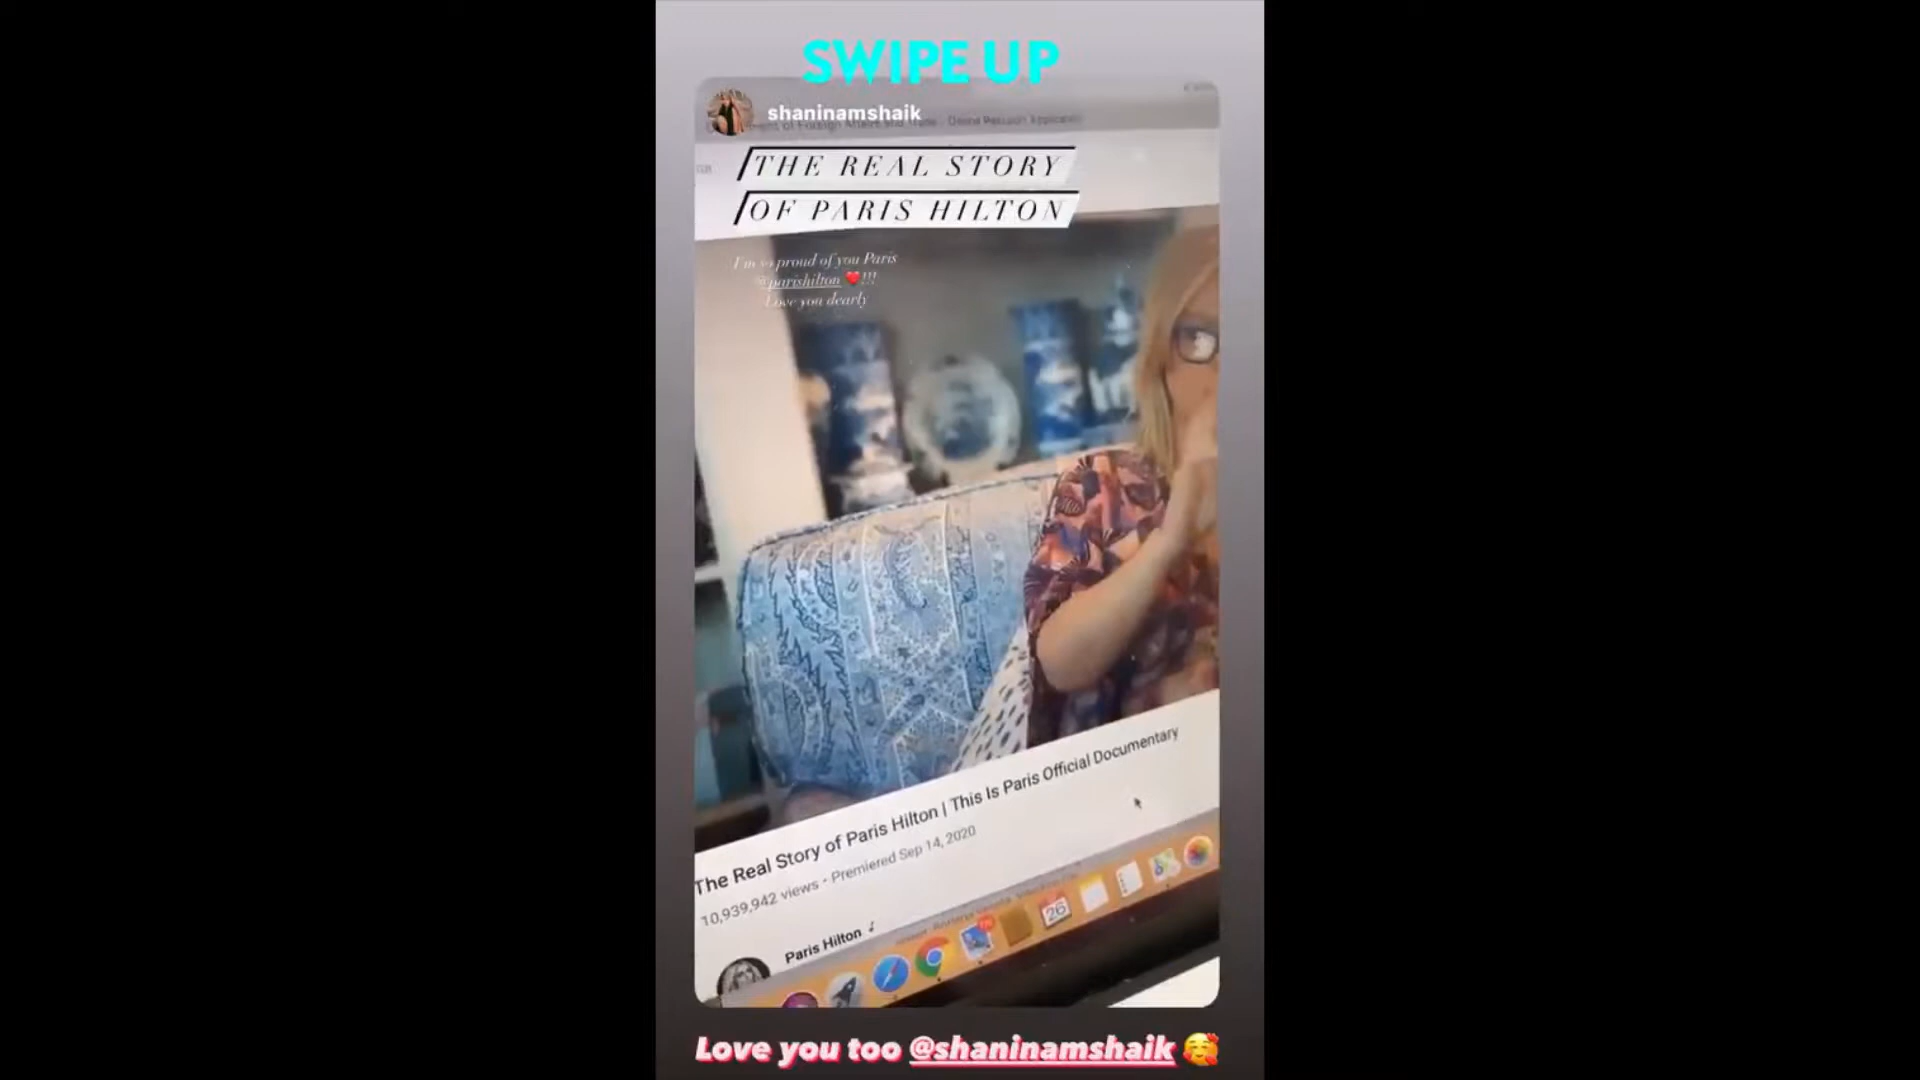 SWIPE UP
shaninamshaik
THE REAL STORY
OF PARIS HILTON
I'm so proud of you Paris
@parishilton ❤️!!!
Love you dearly
The Real Story of Paris Hilton | This Is Paris Official Documentary
10,939,942 views • Premiered Sep 14, 2020
Paris Hilton
26
Love you too @shaninamshaik 🥰